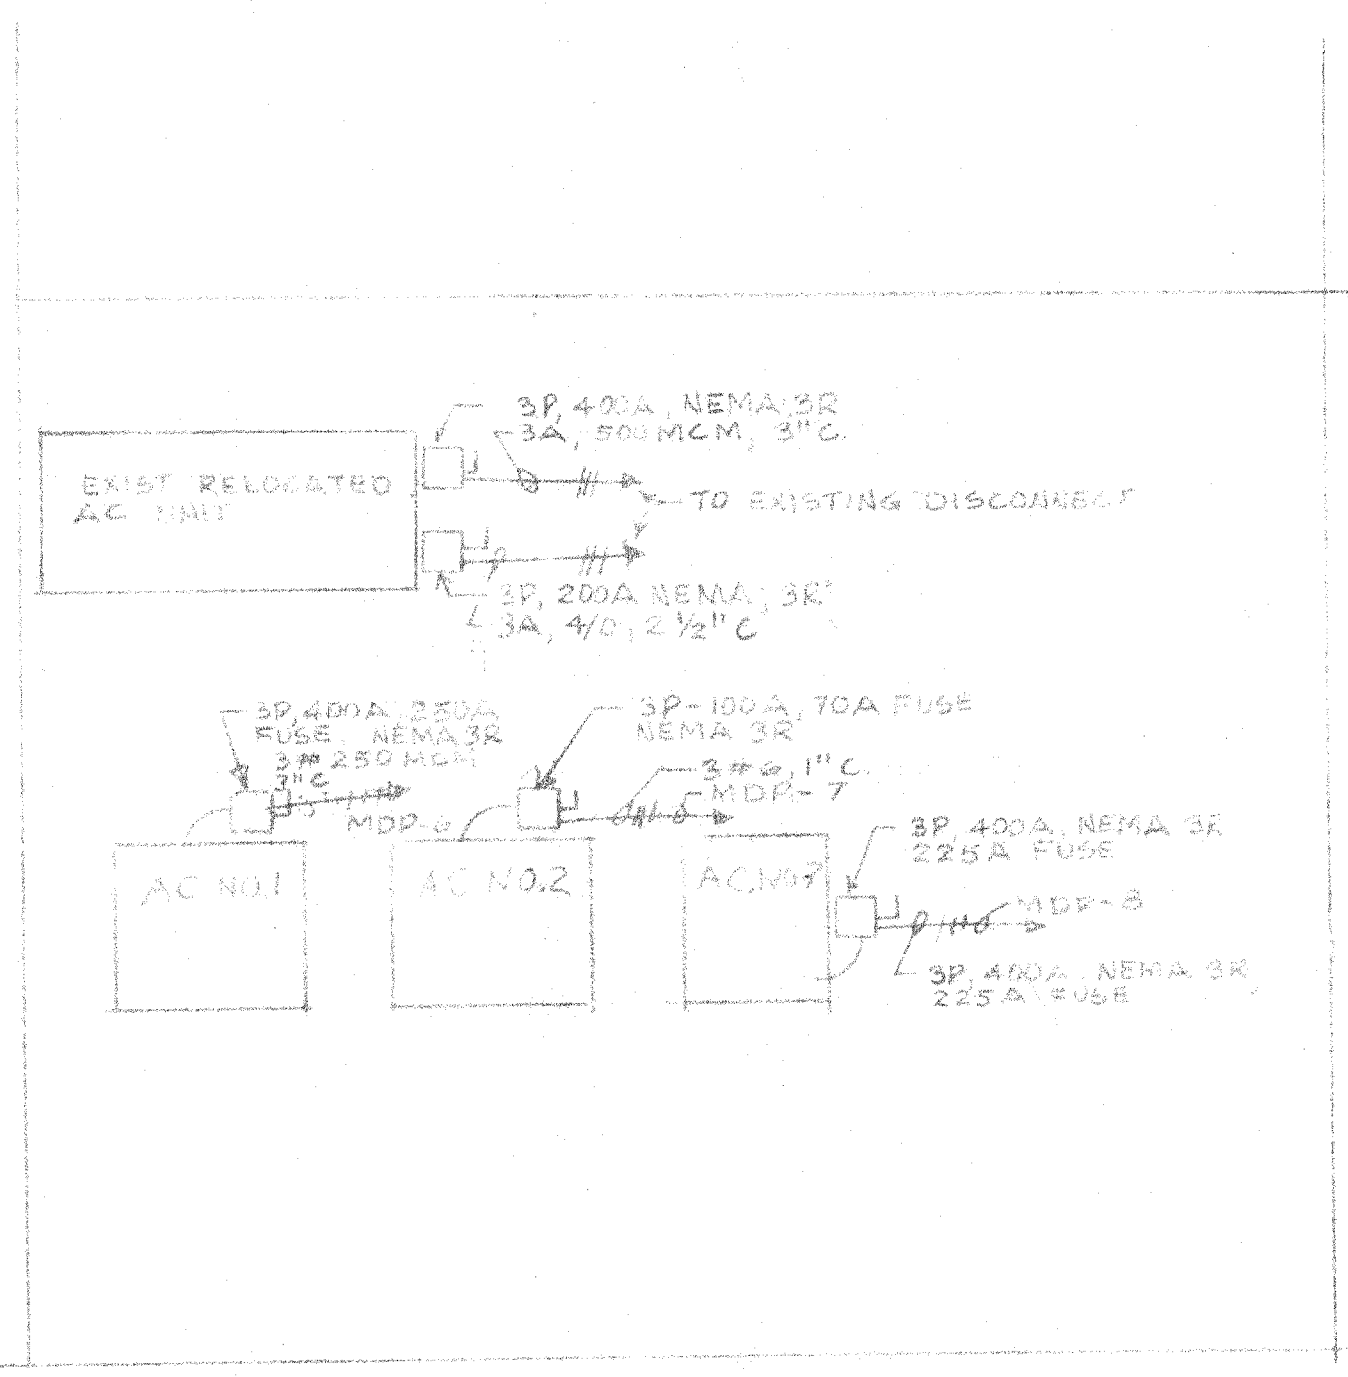 3P, 400A, NEMA, 3R
3A, 500 MCM, 3" C.
EXIST RELOCATED
AC UNIT
TO EXISTING DISCONNECT
3P, 200A NEMA, 3R
3A, 4/0, 2 1/2" C
3P, 400A, 250A
FUSE, NEMA 3R
3# 250 MCM
3" C
MDP-6
3P-100A, 70A FUSE
NEMA 3R
3#6, 1" C.
MDP-7
AC NO.1
AC NO.2
AC NO.
3P, 400A, NEMA 3R
225A FUSE
MDP-8
3P, 400A, NEMA 3R
225A FUSE